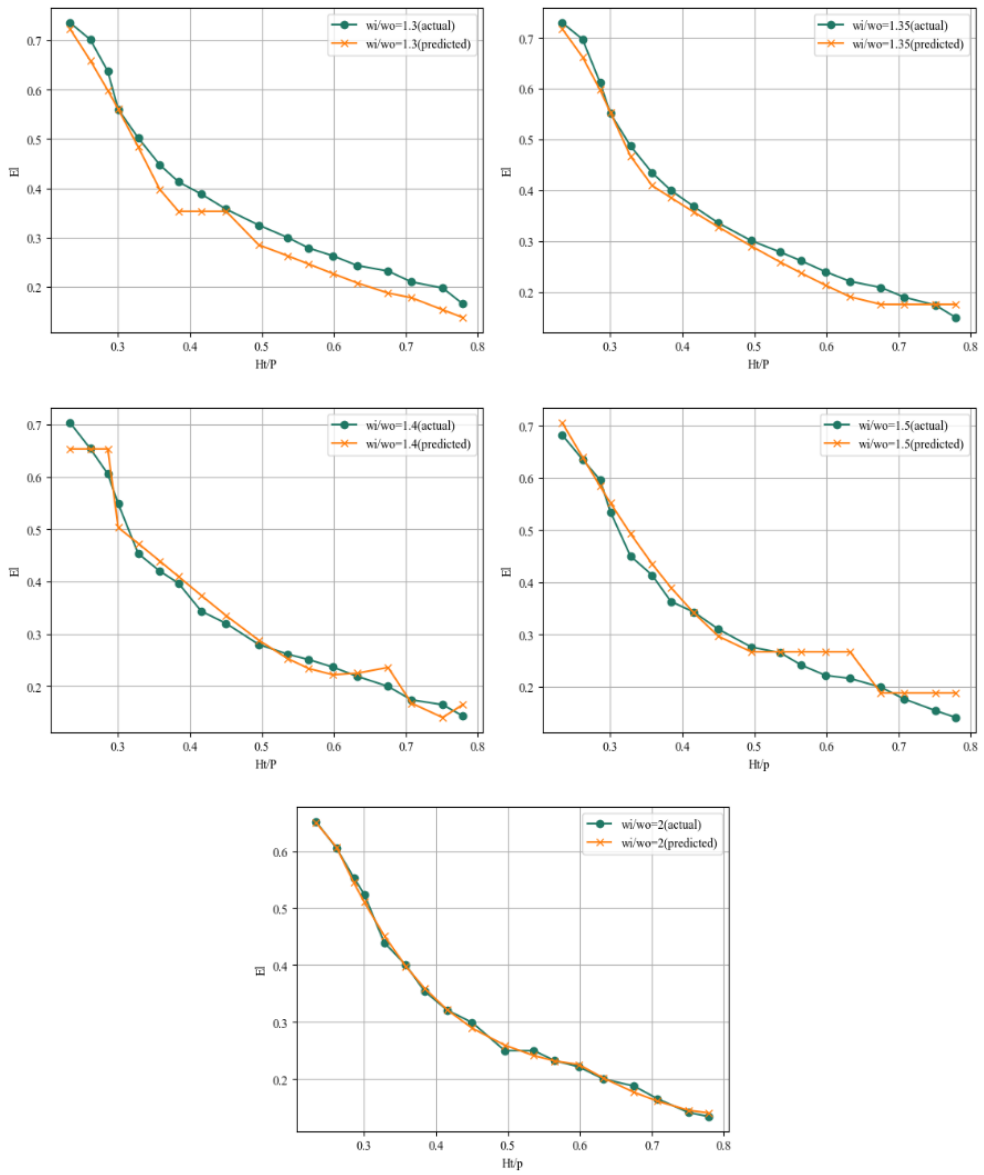 wi/wo=1.3(actual)
wi/wo=1.3(predicted)
0.7
0.6
0.5
0.4
0.3
0.2
El
0.3 0.4 0.5 0.6 0.7 0.8
Ht/P
wi/wo=1.35(actual)
wi/wo=1.35(predicted)
0.7
0.6
0.5
0.4
0.3
0.2
El
0.3 0.4 0.5 0.6 0.7 0.8
Ht/P
wi/wo=1.4(actual)
wi/wo=1.4(predicted)
0.7
0.6
0.5
0.4
0.3
0.2
El
0.3 0.4 0.5 0.6 0.7 0.8
Ht/P
wi/wo=1.5(actual)
wi/wo=1.5(predicted)
0.7
0.6
0.5
0.4
0.3
0.2
El
0.3 0.4 0.5 0.6 0.7 0.8
Ht/p
wi/wo=2(actual)
wi/wo=2(predicted)
0.6
0.5
0.4
0.3
0.2
El
0.3 0.4 0.5 0.6 0.7 0.8
Ht/p